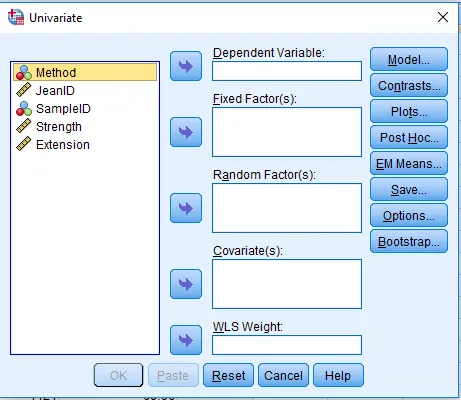 Univariate
Method
JeanID
SampleID
Strength
Extension
Dependent Variable:
Fixed Factor(s):
Random Factor(s):
Covariate(s):
WLS Weight:
Model...
Contrasts...
Plots...
Post Hoc...
EM Means...
Save...
Options...
Bootstrap...
OK Paste Reset Cancel Help